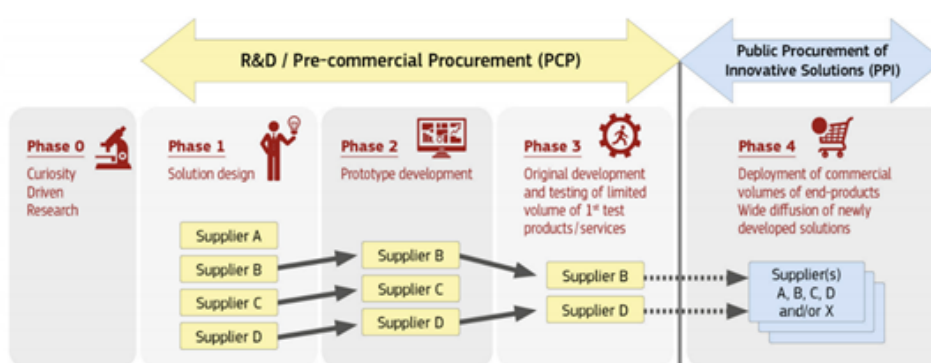 R&D / Pre-commercial Procurement (PCP)
Public Procurement of
Innovative Solutions (PPI)
Phase 0
Curiosity
Driven
Research
Phase 1
Solution design
Phase 2
Prototype development
Phase 3
Original development
and testing of limited
volume of 1st test
products/services
Phase 4
Deployment of commercial
volumes of end-products
Wide diffusion of newly
developed solutions
Supplier A
Supplier B
Supplier C
Supplier D
Supplier B
Supplier C
Supplier D
Supplier B
Supplier D
Supplier(s)
A, B, C, D
and/or X